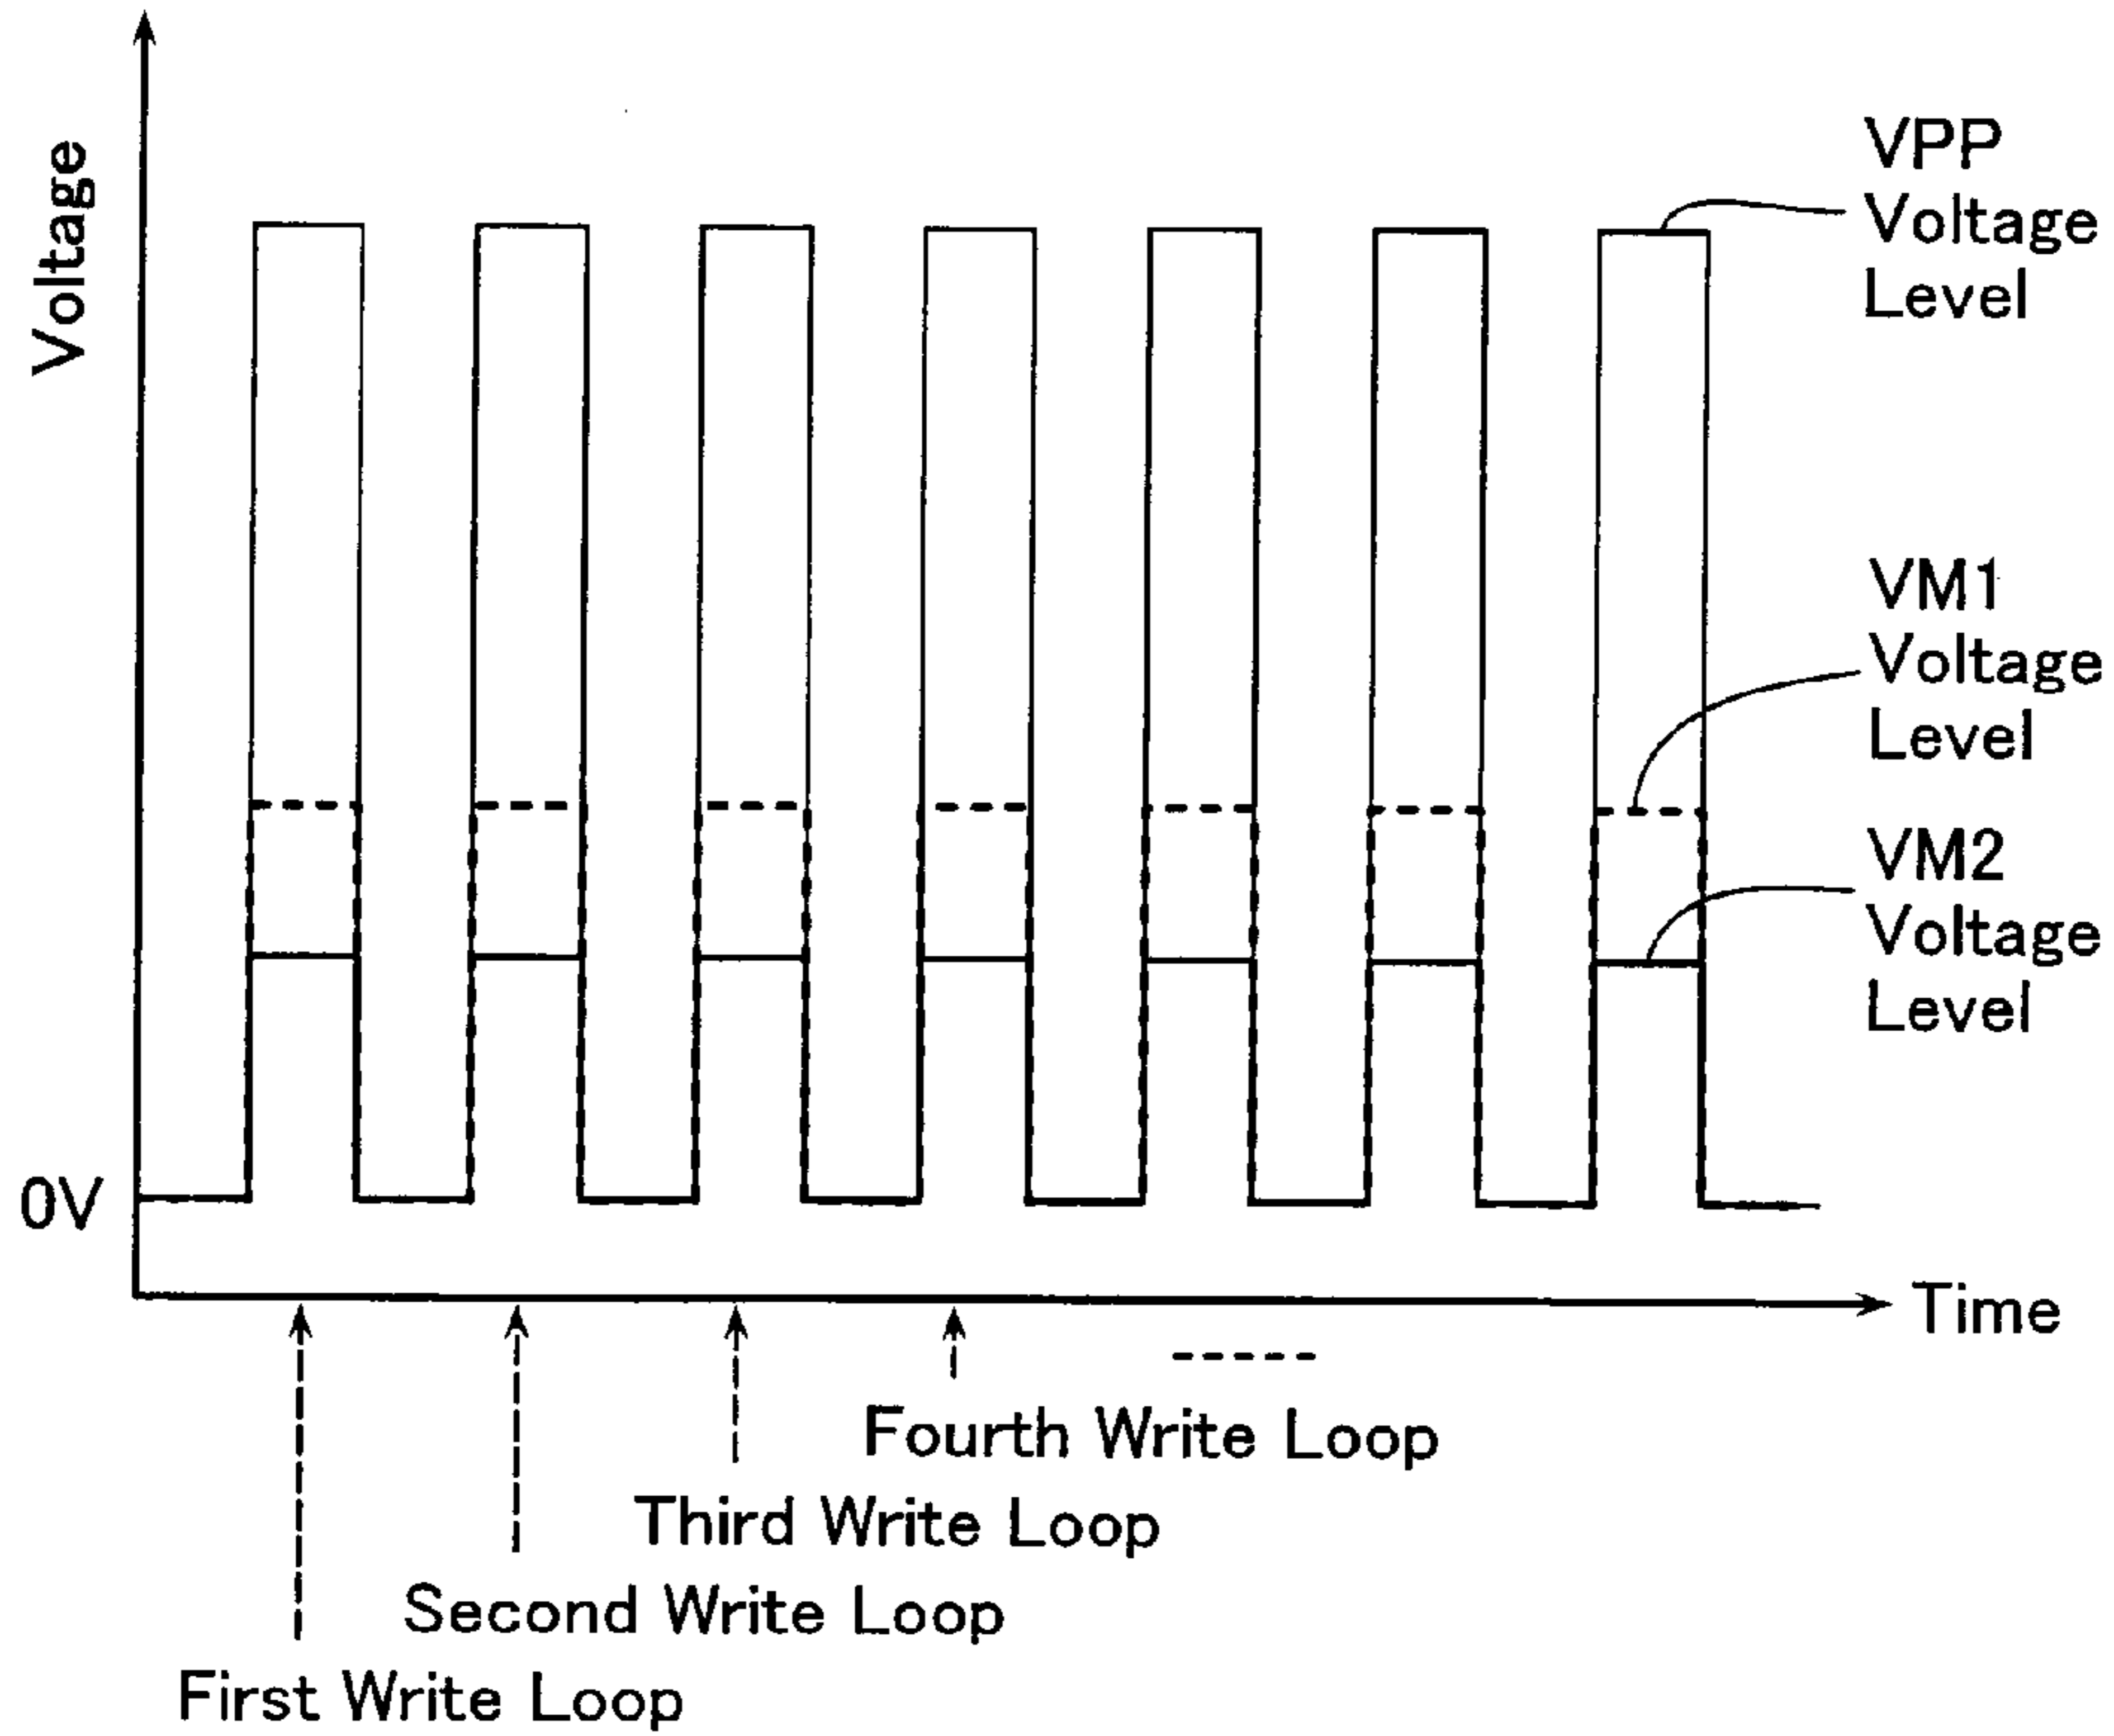 Voltage
VPP
Voltage
Level
VM1
Voltage
Level
VM2
Voltage
Level
0V
Time
Fourth Write Loop
Third Write Loop
Second Write Loop
First Write Loop